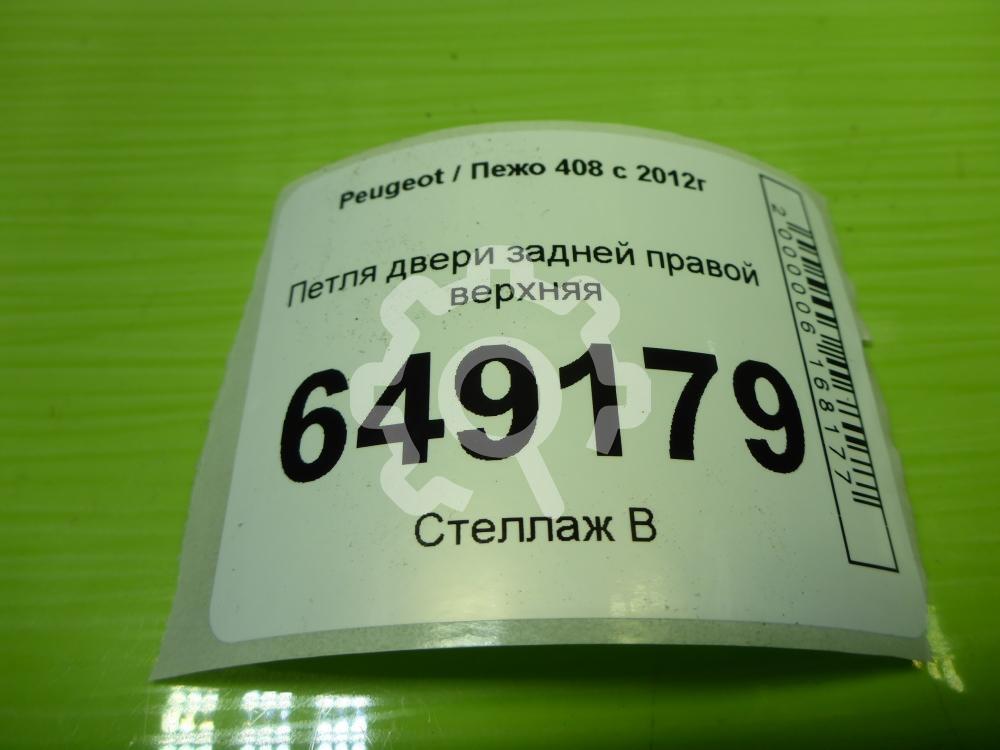 Peugeot / Пежо 408 с 2012г
Петля двери задней правой
верхняя
649179
Стеллаж В
2000006168177